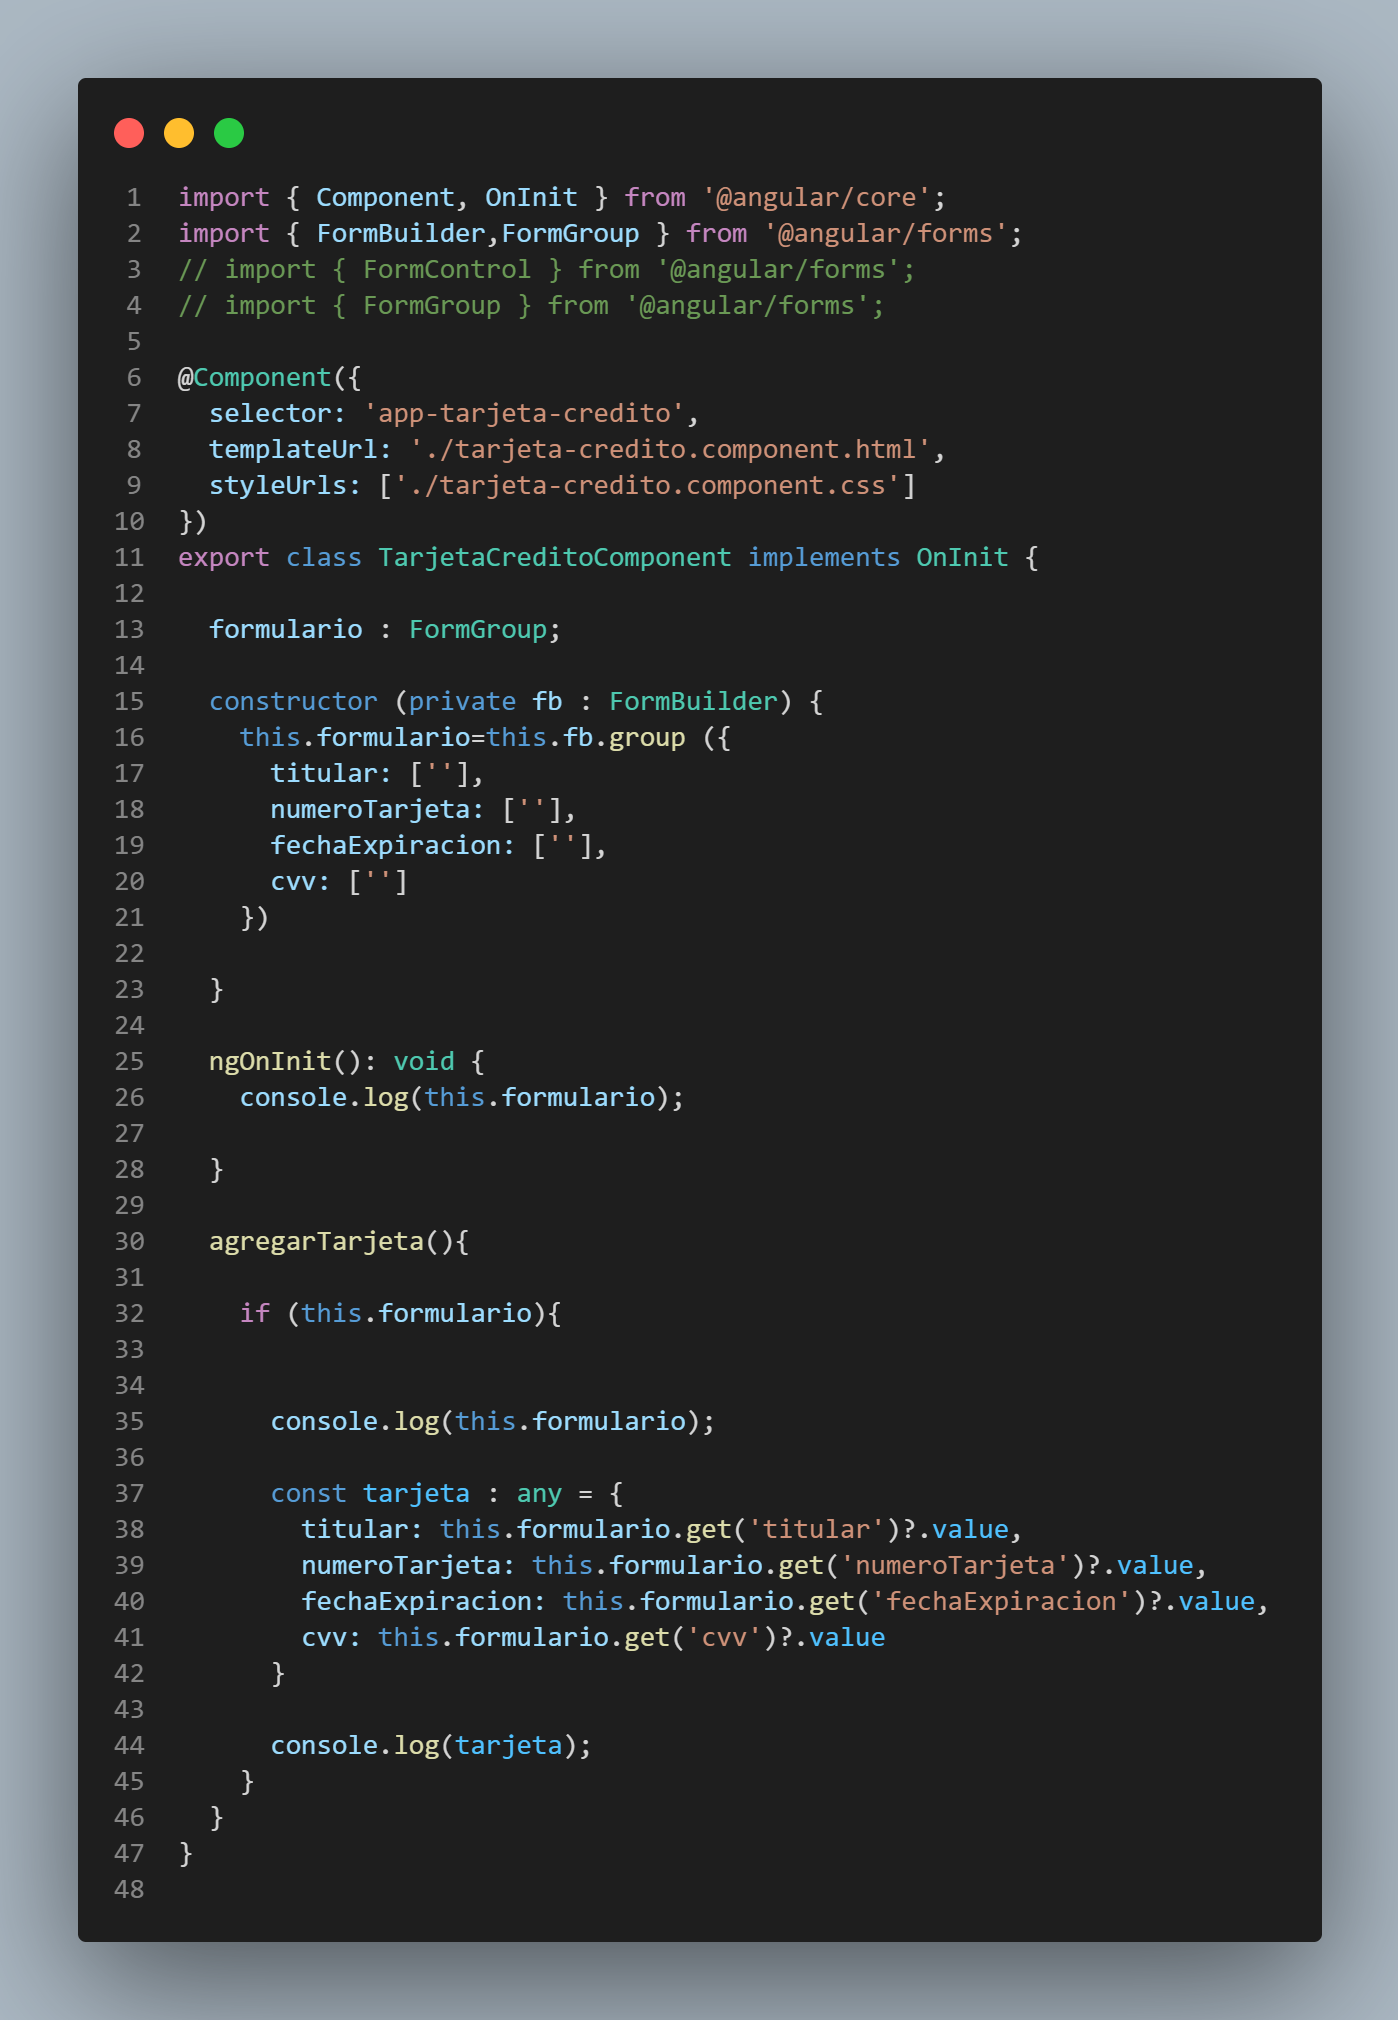 1 import { Component, OnInit } from '@angular/core';
2 import { FormBuilder,FormGroup } from '@angular/forms';
3 // import { FormControl } from '@angular/forms';
4 // import { FormGroup } from '@angular/forms';
5
6 @Component({
7   selector: 'app-tarjeta-credito',
8   templateUrl: './tarjeta-credito.component.html',
9   styleUrls: ['./tarjeta-credito.component.css']
10 })
11 export class TarjetaCreditoComponent implements OnInit {
12
13   formulario : FormGroup;
14
15   constructor (private fb : FormBuilder) {
16     this.formulario=this.fb.group ({
17       titular: [''],
18       numeroTarjeta: [''],
19       fechaExpiracion: [''],
20       cvv: ['']
21     })
22
23   }
24
25   ngOnInit(): void {
26     console.log(this.formulario);
27
28   }
29
30   agregarTarjeta(){
31
32     if (this.formulario){
33
34
35       console.log(this.formulario);
36
37       const tarjeta : any = {
38         titular: this.formulario.get('titular')?.value,
39         numeroTarjeta: this.formulario.get('numeroTarjeta')?.value,
40         fechaExpiracion: this.formulario.get('fechaExpiracion')?.value,
41         cvv: this.formulario.get('cvv')?.value
42       }
43
44       console.log(tarjeta);
45     }
46   }
47 }
48